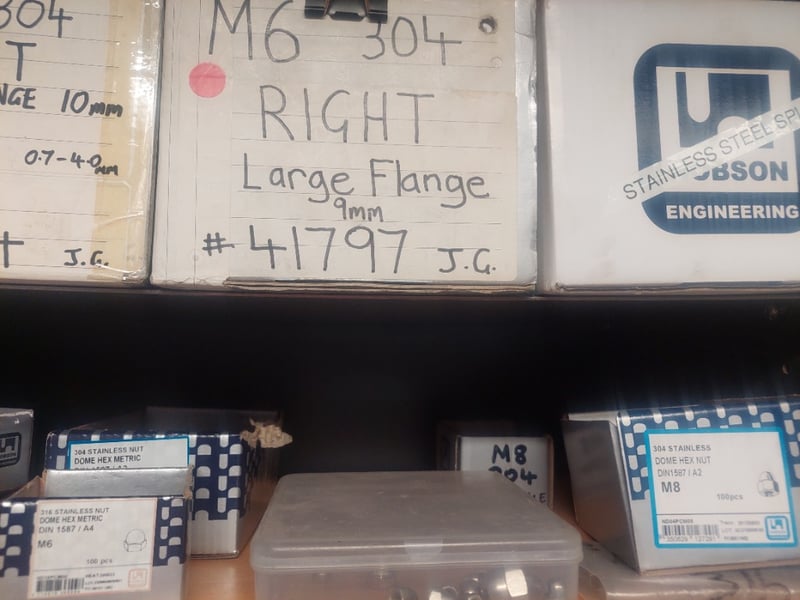 304
T
NGE 10mm
0.7-4.0mm
J.G.
M6 304
RIGHT
Large Flange
9mm
#41797 J.G.
STAINLESS STEEL SPL
OBSON
ENGINEERING
304 STAINLESS NUT
DOME HEX METRIC
316 STAINLESS NUT
DOME HEX METRIC
DIN 1587 / A4
M6
100 pcs
M8
304
304 STAINLESS
DOME HEX NUT
DIN1587 / A2
M8
100pcs